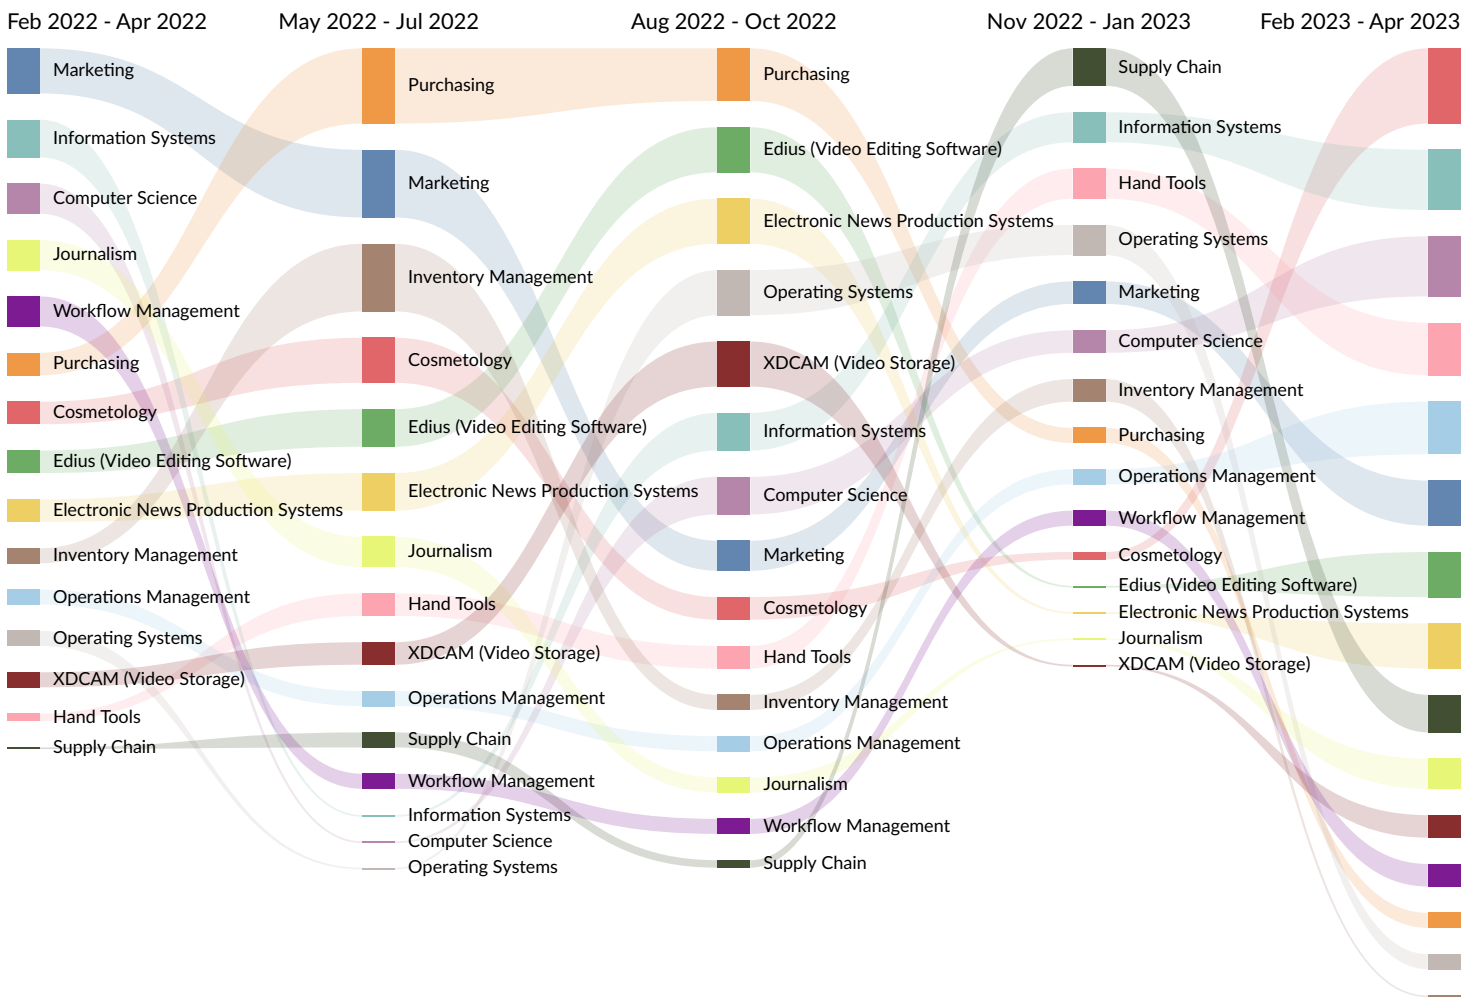 Feb 2022 - Apr 2022
May 2022 - Jul 2022
Aug 2022 - Oct 2022
Nov 2022 - Jan 2023
Feb 2023 - Apr 2023
Marketing
Information Systems
Computer Science
Journalism
Workflow Management
Purchasing
Cosmetology
Edius (Video Editing Software)
Electronic News Production Systems
Inventory Management
Operations Management
Operating Systems
XDCAM (Video Storage)
Hand Tools
Supply Chain
Purchasing
Marketing
Inventory Management
Cosmetology
Edius (Video Editing Software)
Electronic News Production Systems
Journalism
Hand Tools
XDCAM (Video Storage)
Operations Management
Supply Chain
Workflow Management
Information Systems
Computer Science
Operating Systems
Purchasing
Edius (Video Editing Software)
Electronic News Production Systems
Operating Systems
XDCAM (Video Storage)
Information Systems
Computer Science
Marketing
Cosmetology
Hand Tools
Inventory Management
Operations Management
Journalism
Workflow Management
Supply Chain
Supply Chain
Information Systems
Hand Tools
Operating Systems
Marketing
Computer Science
Inventory Management
Purchasing
Operations Management
Workflow Management
Cosmetology
Edius (Video Editing Software)
Electronic News Production Systems
Journalism
XDCAM (Video Storage)